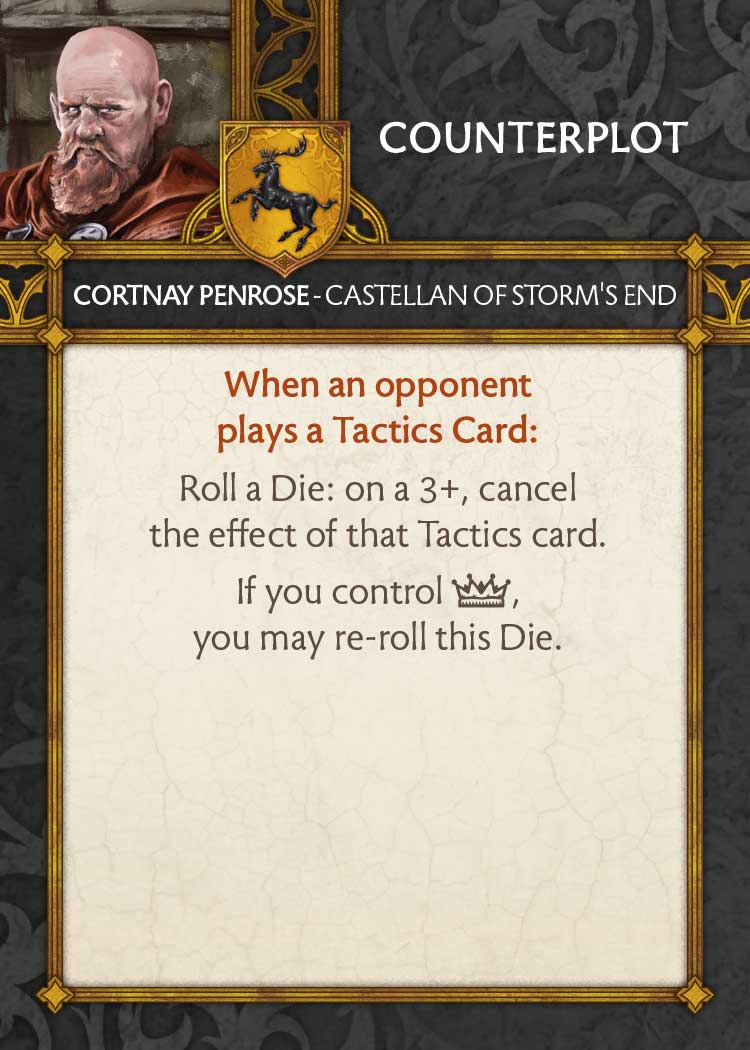 COUNTERPLOT
CORTNAY PENROSE - CASTELLAN OF STORM'S END
When an opponent
plays a Tactics Card:
Roll a Die: on a 3+, cancel
the effect of that Tactics card.
If you control ,
you may re-roll this Die.